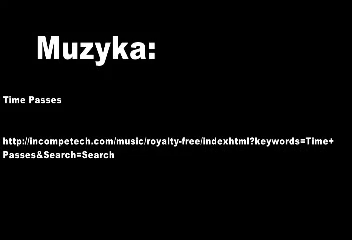 Muzyka:
Time Passes
http://incompetech.com/music/royalty-free/indexhtml?keywords=Time+
Passes&Search=Search